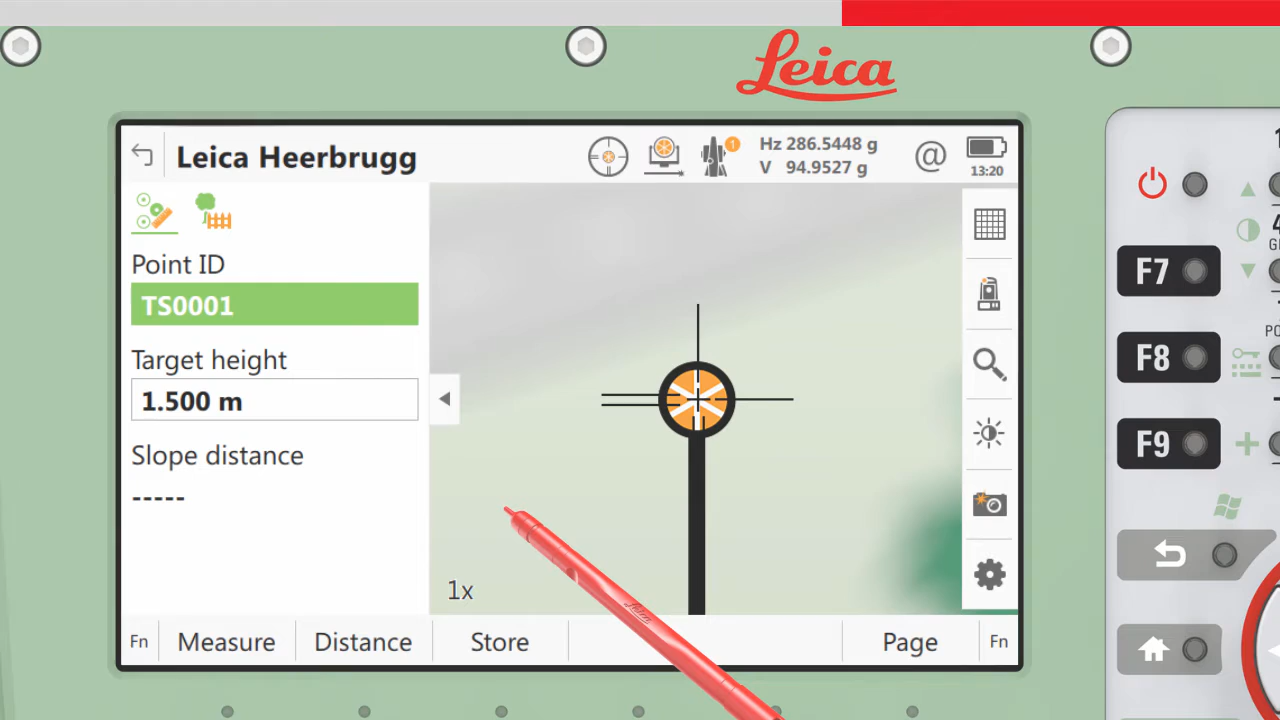 Leica
Leica Heerbrugg
1
Hz 286.5448 g
V 94.9527 g
@
13:20
Point ID
TS0001
Target height
1.500 m
Slope distance
-----
1x
Fn
Measure
Distance
Store
Page
Fn
F7
F8
F9